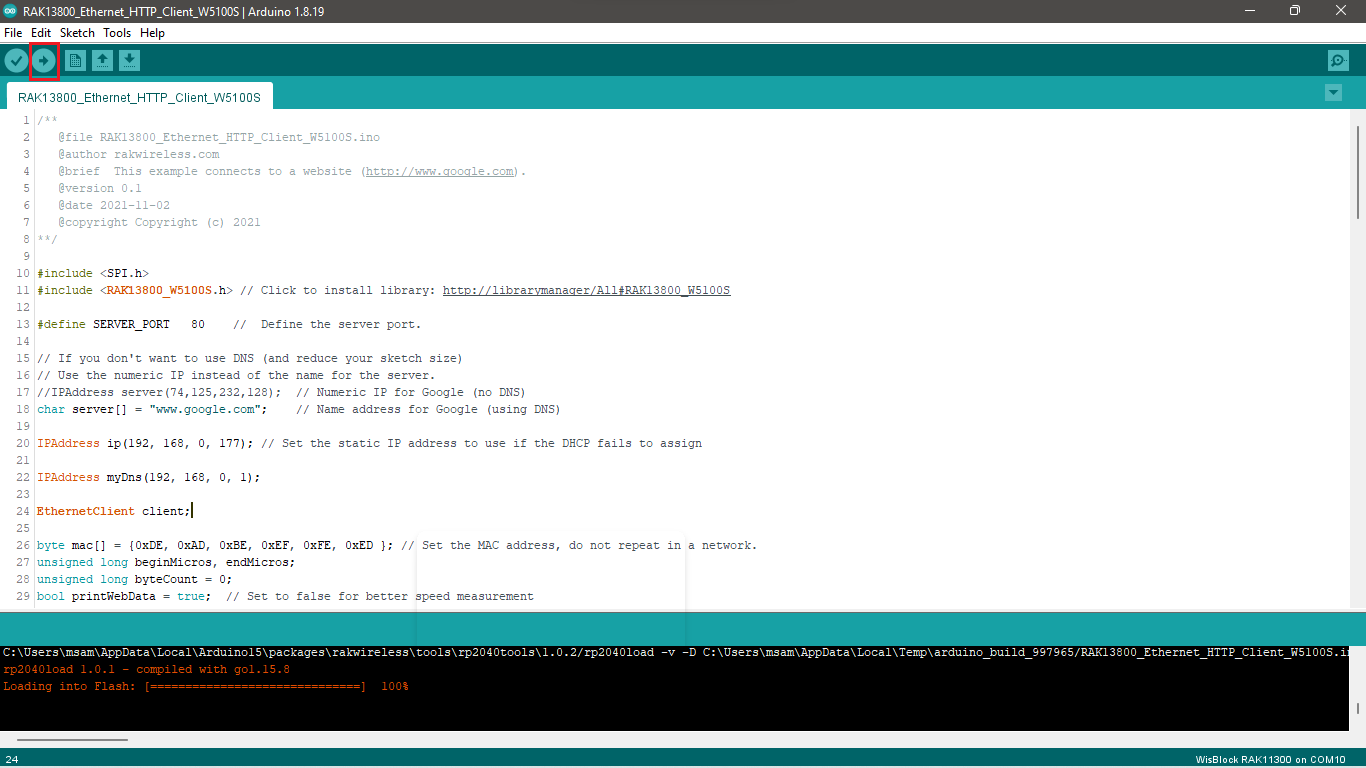 RAK13800_Ethernet_HTTP_Client_W5100S | Arduino 1.8.19
File Edit Sketch Tools Help
RAK13800_Ethernet_HTTP_Client_W5100S
1 /**
2 @file RAK13800_Ethernet_HTTP_Client_W5100S.ino
3 @author rakwireless.com
4 @brief This example connects to a website (http://www.google.com).
5 @version 0.1
6 @date 2021-11-02
7 @copyright Copyright (c) 2021
8 **/
9
10 #include <SPI.h>
11 #include <RAK13800_W5100S.h> // Click to install library: http://librarymanager/All#RAK13800_W5100S
12
13 #define SERVER_PORT 80 // Define the server port.
14
15 // If you don't want to use DNS (and reduce your sketch size)
16 // Use the numeric IP instead of the name for the server.
17 //IPAddress server(74,125,232,128); // Numeric IP for Google (no DNS)
18 char server[] = "www.google.com"; // Name address for Google (using DNS)
19
20 IPAddress ip(192, 168, 0, 177); // Set the static IP address to use if the DHCP fails to assign
21
22 IPAddress myDns(192, 168, 0, 1);
23
24 EthernetClient client;
25
26 byte mac[] = {0xDE, 0xAD, 0xBE, 0xEF, 0xFE, 0xED }; // Set the MAC address, do not repeat in a network.
27 unsigned long beginMicros, endMicros;
28 unsigned long byteCount = 0;
29 bool printWebData = true; // Set to false for better speed measurement
C:\Users\msam\AppData\Local\Arduino15\packages\rakwireless\tools\rp2040tools\1.0.2/rp2040load -v -D C:\Users\msam\AppData\Local\Temp\arduino_build_997965/RAK13800_Ethernet_HTTP_Client_W5100S.in
rp2040load 1.0.1 - compiled with go1.15.8
Loading into Flash: [==============================] 100%
24 WisBlock RAK11300 on COM10